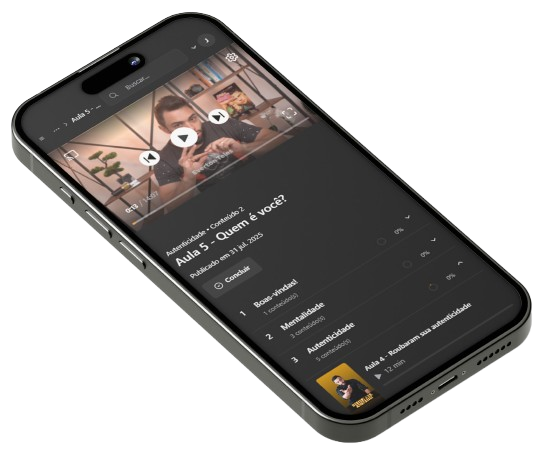 Buscar...
... > Aula 5 - ...
0:13
Autenticidade • Conteúdo 2
Aula 5 - Quem é você?
Publicado em 31 jul. 2025
Concluir
1 Boas-vindas!
1 conteúdo(s)
0%
2 Mentalidade
3 conteúdo(s)
0%
3 Autenticidade
5 conteúdo(s)
0%
Aula 4 - Roubaram sua autenticidade
12 min